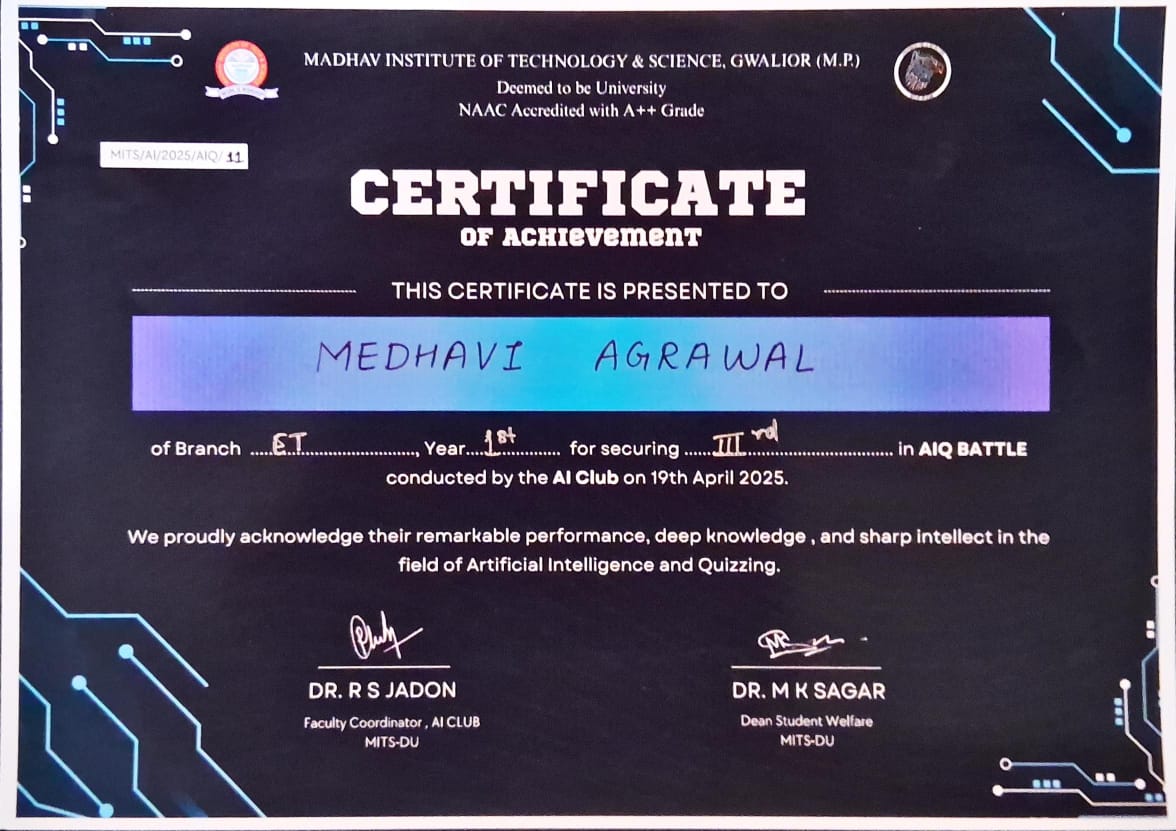 MADHAV INSTITUTE OF TECHNOLOGY & SCIENCE, GWALIOR (M.P.)
Deemed to be University
NAAC Accredited with A++ Grade
MITS/AI/2025/AIQ/11
CERTIFICATE
OF ACHIEVEMENT
THIS CERTIFICATE IS PRESENTED TO
MEDHAVI AGRAWAL
of Branch ....ET...................., Year...1st.......... for securing ......IIIrd............................ in AIQ BATTLE
conducted by the AI Club on 19th April 2025.
We proudly acknowledge their remarkable performance, deep knowledge , and sharp intellect in the
field of Artificial Intelligence and Quizzing.
DR. R S JADON
Faculty Coordinator , AI CLUB
MITS-DU
DR. M K SAGAR
Dean Student Welfare
MITS-DU